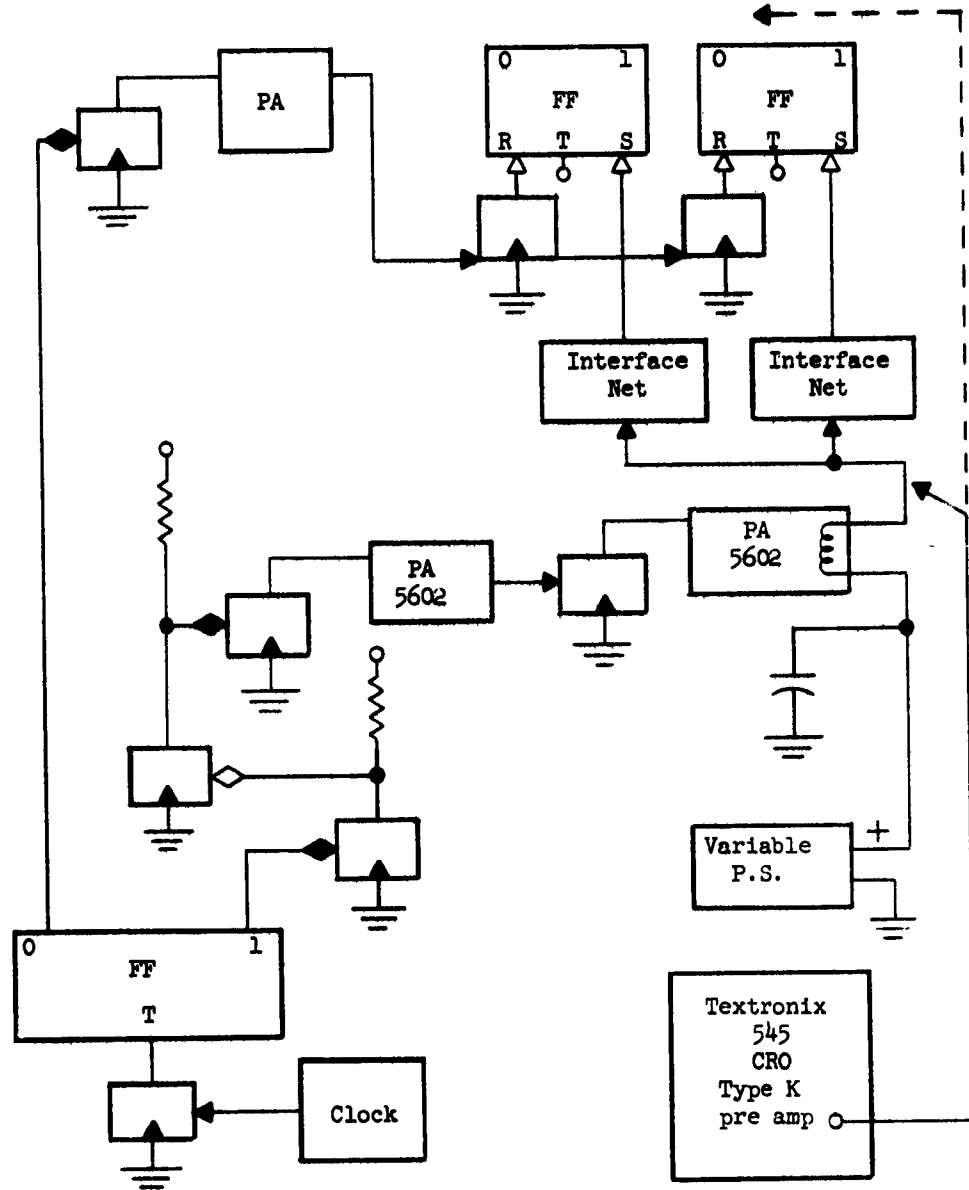 PA
0 1
FF
R T S
0 1
FF
R T S
Interface
Net
Interface
Net
PA
5602
PA
5602
+
Variable
P.S.
0 1
FF
T
Clock
Textronix
545
CRO
Type K
pre amp